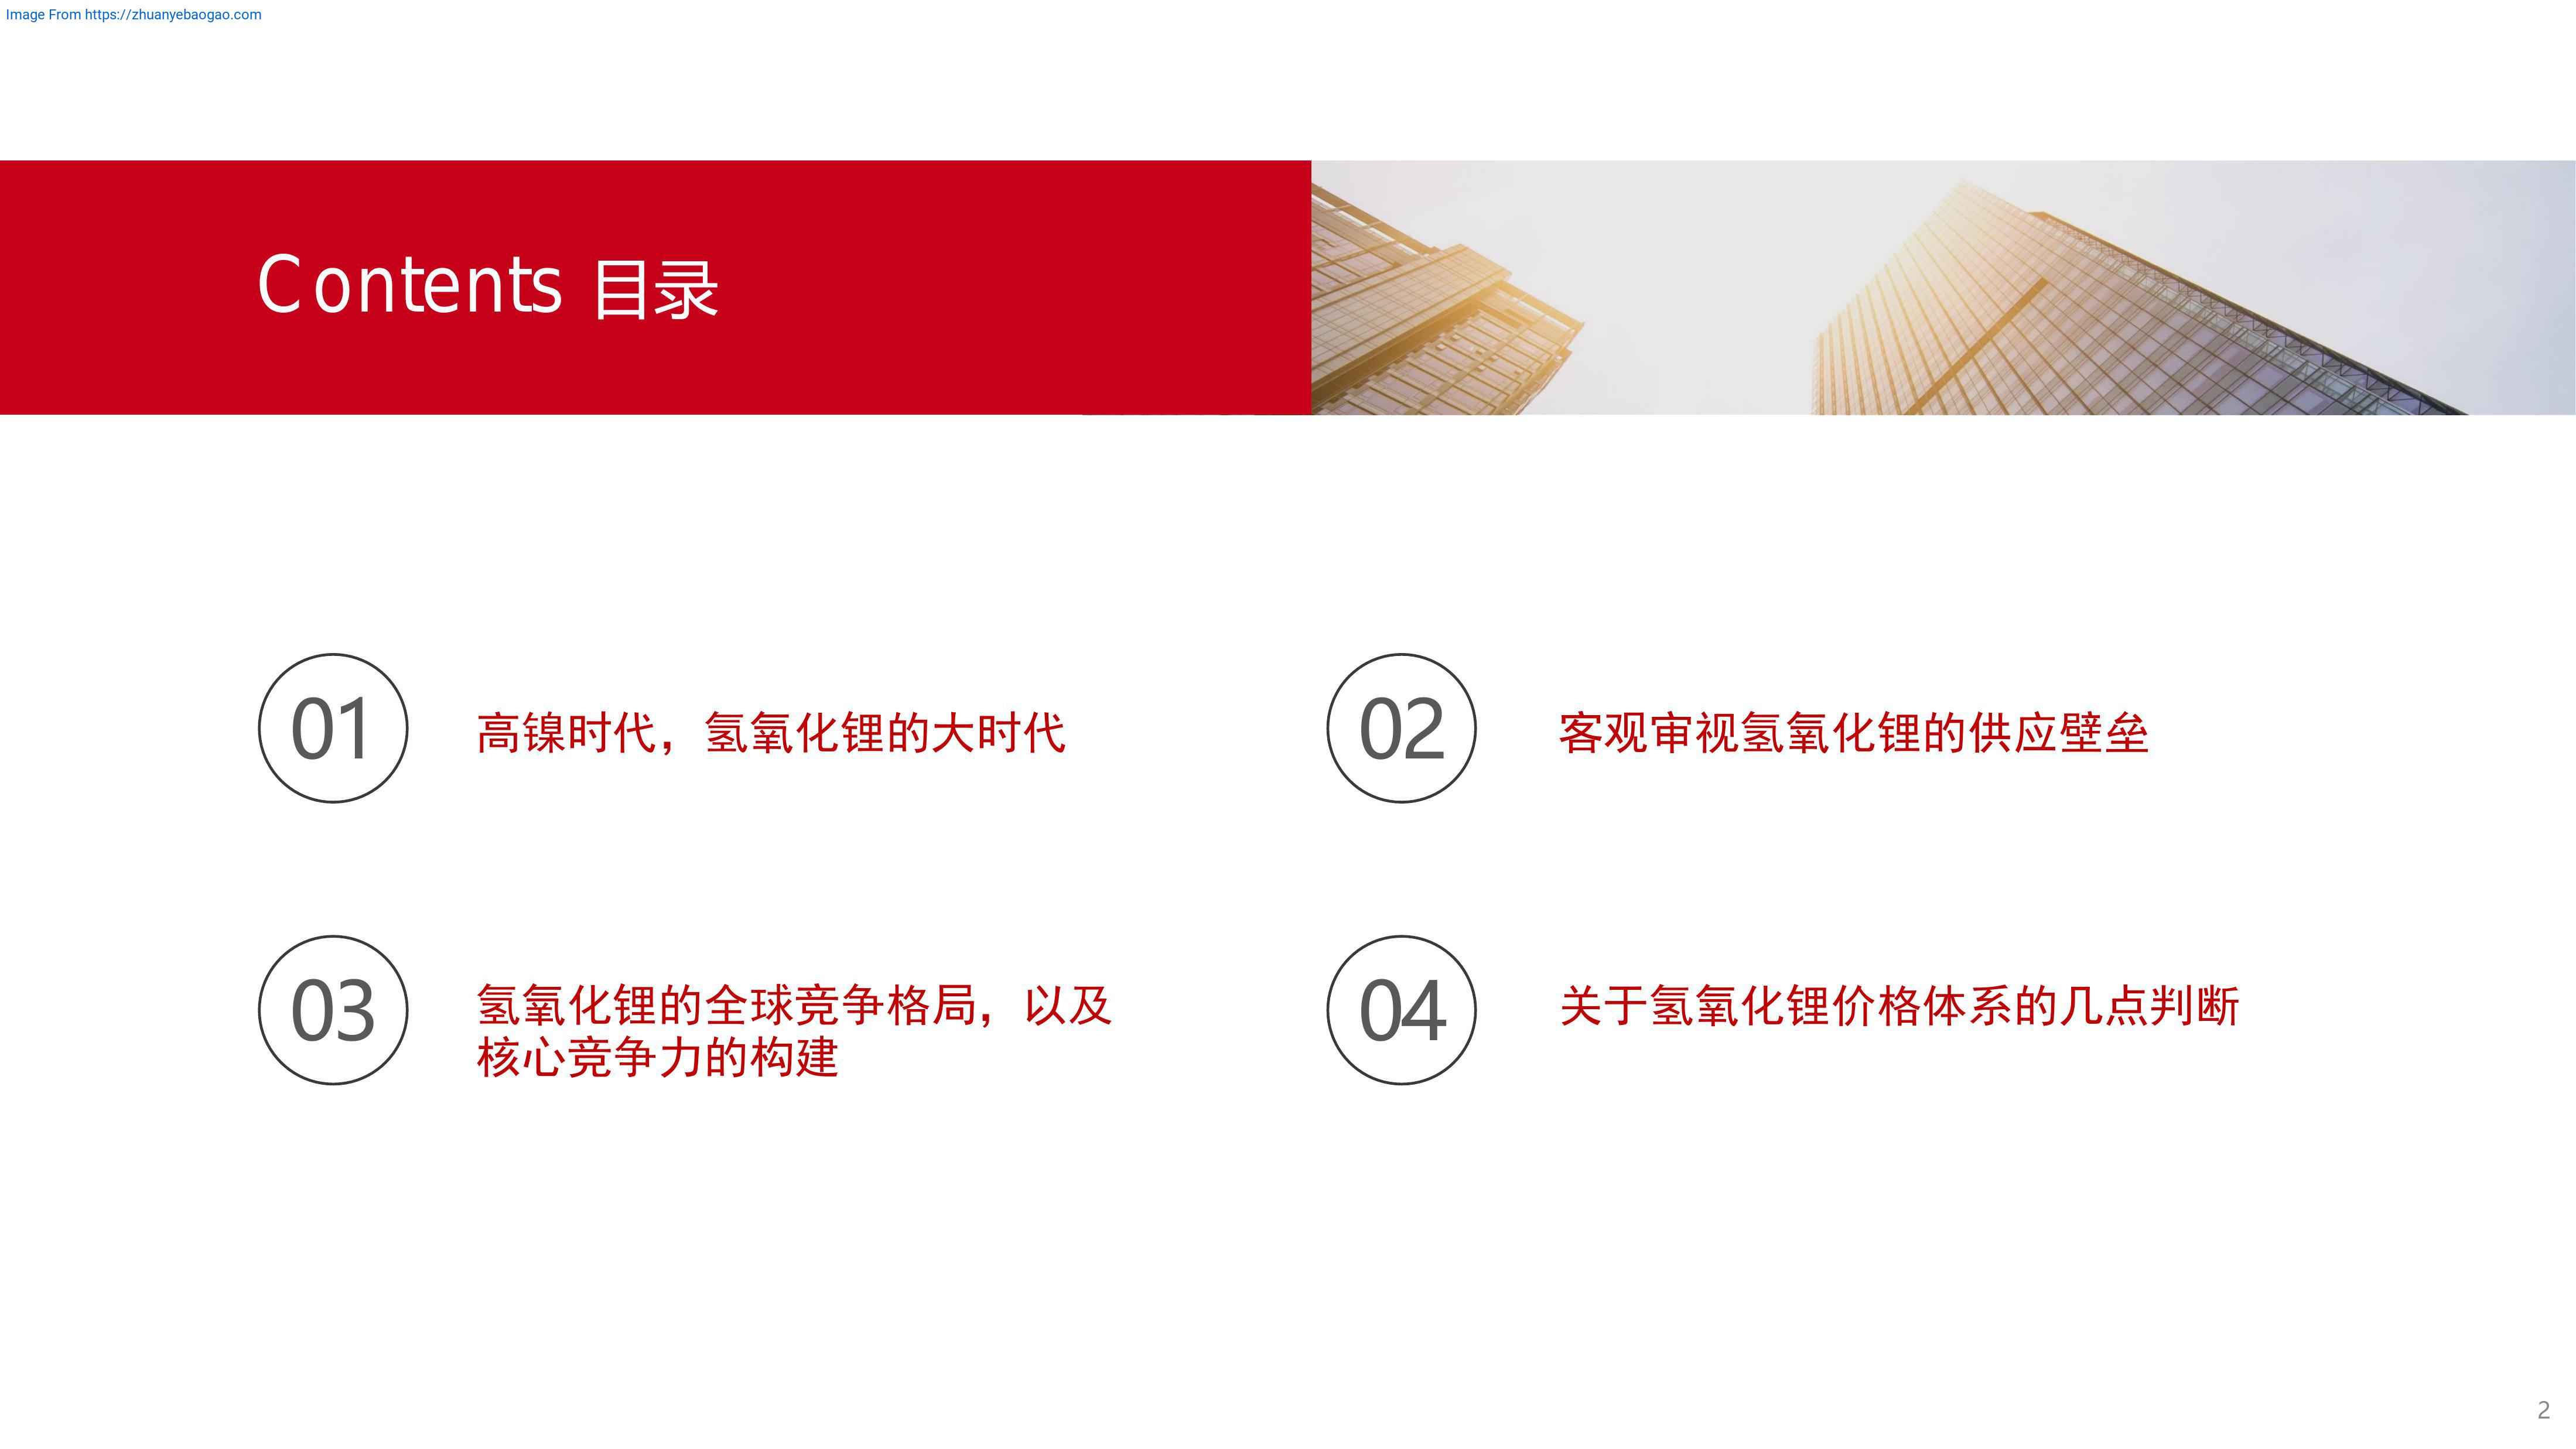 Image From https://zhuanyebaogao.com
Contents 目录
01
高镍时代，氢氧化锂的大时代
02
客观审视氢氧化锂的供应壁垒
03
氢氧化锂的全球竞争格局，以及
核心竞争力的构建
04
关于氢氧化锂价格体系的几点判断
2